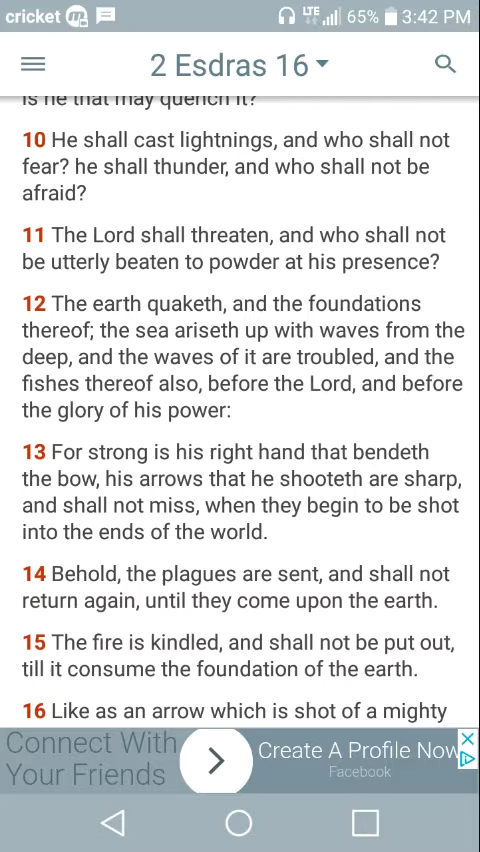 cricket LTE 65% 3:42 PM
2 Esdras 16
is he that may quench it?
10 He shall cast lightnings, and who shall not
fear? he shall thunder, and who shall not be
afraid?
11 The Lord shall threaten, and who shall not
be utterly beaten to powder at his presence?
12 The earth quaketh, and the foundations
thereof; the sea ariseth up with waves from the
deep, and the waves of it are troubled, and the
fishes thereof also, before the Lord, and before
the glory of his power:
13 For strong is his right hand that bendeth
the bow, his arrows that he shooteth are sharp,
and shall not miss, when they begin to be shot
into the ends of the world.
14 Behold, the plagues are sent, and shall not
return again, until they come upon the earth.
15 The fire is kindled, and shall not be put out,
till it consume the foundation of the earth.
16 Like as an arrow which is shot of a mighty
Connect With
Your Friends
Create A Profile Now
Facebook